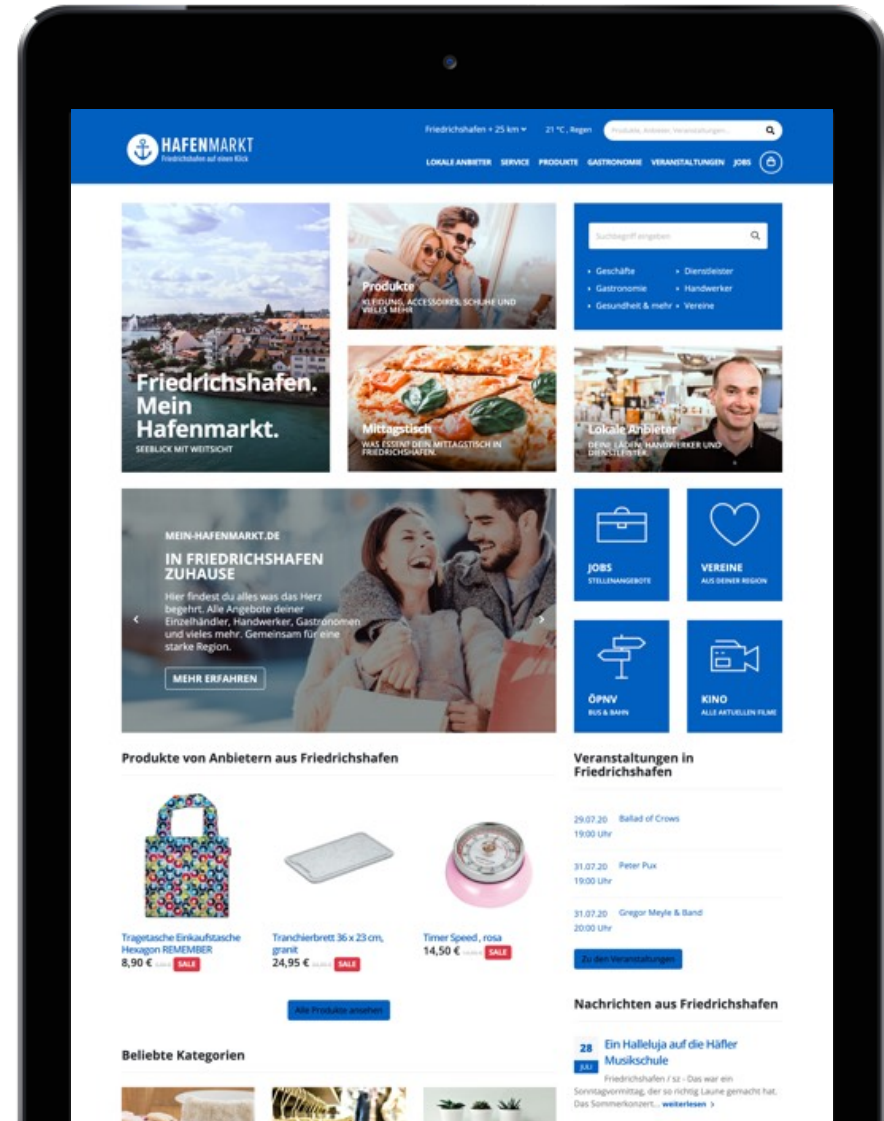 HAFENMARKT
Friedrichshafen auf einen Klick
Friedrichshafen + 25 km
21 °C , Regen
Produkte, Anbieter, Veranstaltungen...
LOKALE ANBIETER SERVICE PRODUKTE GASTRONOMIE VERANSTALTUNGEN JOBS
Friedrichshafen.
Mein
Hafenmarkt.
SEEBLICK MIT WEITSICHT
Produkte
KLEIDUNG, ACCESSOIRES, SCHUHE UND
VIELES MEHR
Suchbegriff eingeben
Geschäfte
Dienstleister
Gastronomie
Handwerker
Gesundheit & mehr
Vereine
Mittagstisch
WAS ESSEN? DEIN MITTAGSTISCH IN
FRIEDRICHSHAFEN.
Lokale Anbieter
DEINE LÄDEN, HANDWERKER UND
DIENSTLEISTER.
MEIN-HAFENMARKT.DE
IN FRIEDRICHSHAFEN
ZUHAUSE
Hier findest du alles was das Herz
begehrt. Alle Angebote deiner
Einzelhändler, Handwerker, Gastronomen
und vieles mehr. Gemeinsam für eine
starke Region.
MEHR ERFAHREN
JOBS
STELLENANGEBOTE
VEREINE
AUS DEINER REGION
ÖPNV
BUS & BAHN
KINO
ALLE AKTUELLEN FILME
Produkte von Anbietern aus Friedrichshafen
Tragetasche Einkaufstasche
Hexagon REMEMBER
8,90 € SALE
Tranchierbrett 36 x 23 cm,
granit
24,95 € SALE
Timer Speed , rosa
14,50 € SALE
Alle Produkte ansehen
Beliebte Kategorien
Veranstaltungen in
Friedrichshafen
29.07.20 Ballad of Crows
19:00 Uhr
31.07.20 Peter Pux
19:00 Uhr
31.07.20 Gregor Meyle & Band
20:00 Uhr
Zu den Veranstaltungen
Nachrichten aus Friedrichshafen
28
JULI
Ein Halleluja auf die Häfler
Musikschule
Friedrichshafen / sz - Das war ein
Sonntagvormittag, der so richtig Laune gemacht hat.
Das Sommerkonzert... weiterlesen >